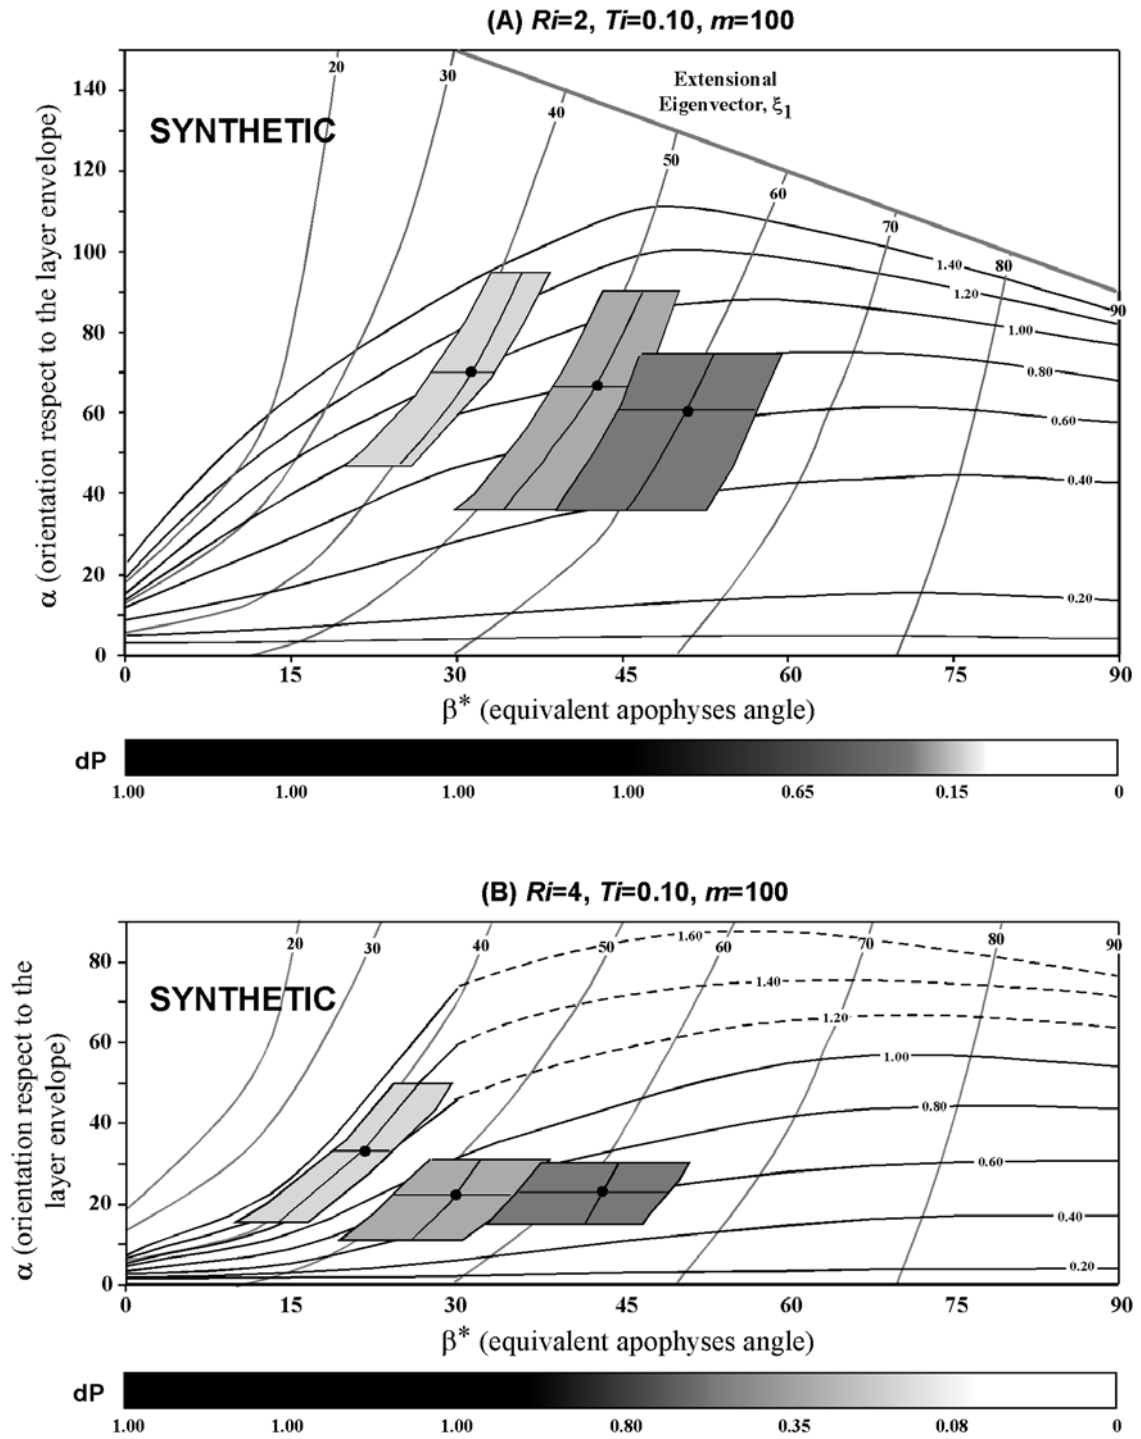 (A) Ri=2, Ti=0.10, m=100
Extensional
Eigenvector, ξ1
SYNTHETIC
20
30
40
50
60
70
80
90
1.40
1.20
1.00
0.80
0.60
0.40
0.20
α (orientation respect to the layer envelope)
140
120
100
80
60
40
20
0
0 15 30 45 60 75 90
β* (equivalent apophyses angle)
dP
1.00 1.00 1.00 1.00 0.65 0.15 0
(B) Ri=4, Ti=0.10, m=100
SYNTHETIC
20 30 40 50 60 70 80 90
1.60
1.40
1.20
1.00
0.80
0.60
0.40
0.20
α (orientation respect to the
layer envelope)
80
60
40
20
0
0 15 30 45 60 75 90
β* (equivalent apophyses angle)
dP
1.00 1.00 1.00 0.80 0.35 0.08 0